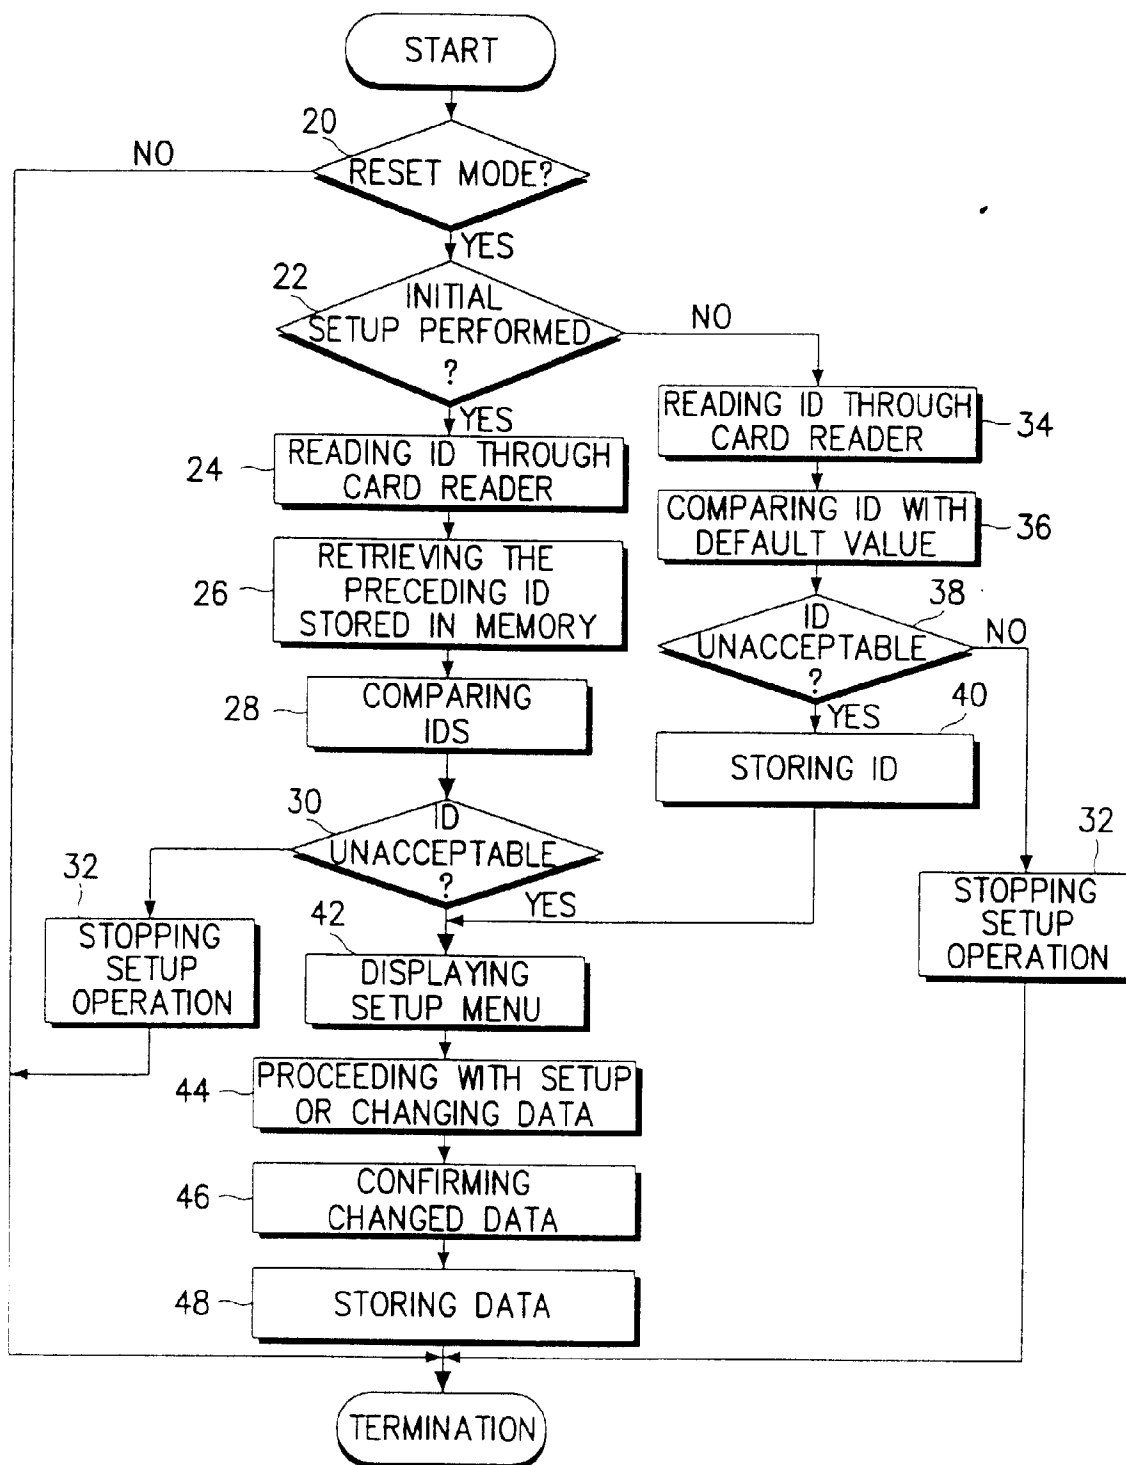 START
20
NO
RESET MODE?
YES
22
INITIAL
SETUP PERFORMED
?
NO
YES
READING ID THROUGH
CARD READER
34
24
READING ID THROUGH
CARD READER
COMPARING ID WITH
DEFAULT VALUE
36
26
RETRIEVING THE
PRECEDING ID
STORED IN MEMORY
38
ID
UNACCEPTABLE
?
NO
YES
28
COMPARING
IDS
40
STORING ID
30
ID
UNACCEPTABLE
?
YES
32
STOPPING
SETUP
OPERATION
32
STOPPING
SETUP
OPERATION
42
DISPLAYING
SETUP MENU
44
PROCEEDING WITH SETUP
OR CHANGING DATA
46
CONFIRMING
CHANGED DATA
48
STORING DATA
TERMINATION